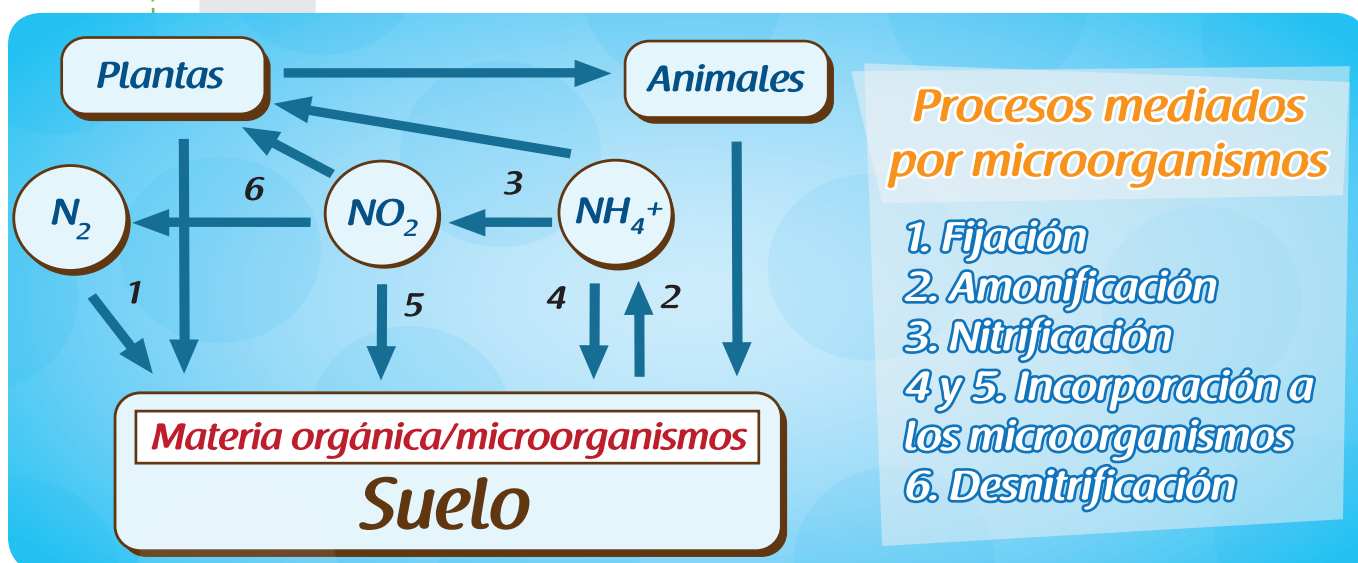 Plantas
Animales
Procesos mediados
por microorganismos
N2
6
NO2
3
NH4+
1
5
4
2
1. Fijación
2. Amonificación
3. Nitrificación
4 y 5. Incorporación a
los microorganismos
6. Desnitrificación
Materia orgánica/microorganismos
Suelo